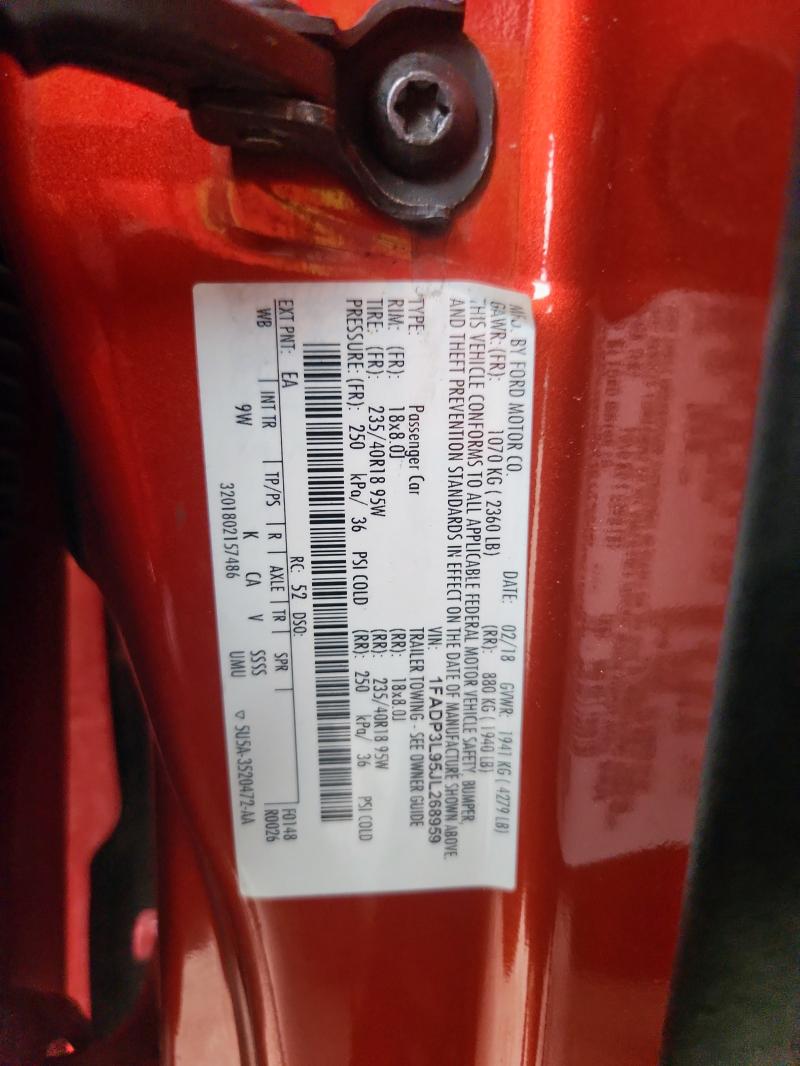 MFD. BY FORD MOTOR CO.
DATE: 02/18 GVWR: 1941 KG ( 4279 LB)
GAWR: (FR): 1070 KG ( 2360 LB) (RR): 880 KG ( 1940 LB)
THIS VEHICLE CONFORMS TO ALL APPLICABLE FEDERAL MOTOR VEHICLE SAFETY, BUMPER,
AND THEFT PREVENTION STANDARDS IN EFFECT ON THE DATE OF MANUFACTURE SHOWN ABOVE.
VIN: 1FADP3L95JL268959
TYPE: Passenger Car TRAILER TOWING - SEE OWNER GUIDE
RIM: (FR): 18x8.0J (RR): 18x8.0J
TIRE: (FR): 235/40R18 95W (RR): 235/40R18 95W
PRESSURE: (FR): 250 kPa/ 36 PSI COLD (RR): 250 kPa/ 36 PSI COLD
EXT PNT: EA RC: 52 DSO: F0148
WB INT TR TP/PS R AXLE TR SPR R0026
9W K CA V SSSS
3201802157486 UMU ▽ 5U5A-3520472-AA